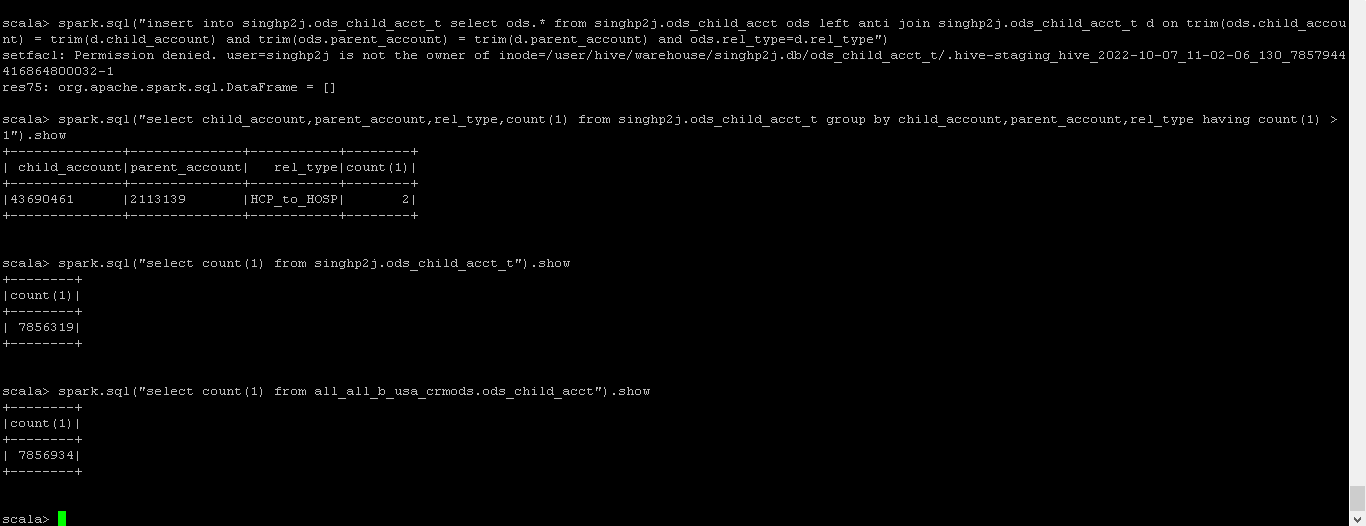 scala> spark.sql("insert into singhp2j.ods_child_acct_t select ods.* from singhp2j.ods_child_acct ods left anti join singhp2j.ods_child_acct_t d on trim(ods.child_accou
nt) = trim(d.child_account) and trim(ods.parent_account) = trim(d.parent_account) and ods.rel_type=d.rel_type")
setfacl: Permission denied. user=singhp2j is not the owner of inode=/user/hive/warehouse/singhp2j.db/ods_child_acct_t/.hive-staging_hive_2022-10-07_11-02-06_130_7857944
416864800032-1
res75: org.apache.spark.sql.DataFrame = []
scala> spark.sql("select child_account,parent_account,rel_type,count(1) from singhp2j.ods_child_acct_t group by child_account,parent_account,rel_type having count(1) >
1").show
+--------------+--------------+-----------+--------+
| child_account|parent_account|   rel_type|count(1)|
+--------------+--------------+-----------+--------+
|43690461      |2113139       |HCP_to_HOSP|       2|
+--------------+--------------+-----------+--------+
scala> spark.sql("select count(1) from singhp2j.ods_child_acct_t").show
+--------+
|count(1)|
+--------+
| 7856319|
+--------+
scala> spark.sql("select count(1) from all_all_b_usa_crmods.ods_child_acct").show
+--------+
|count(1)|
+--------+
| 7856934|
+--------+
scala>